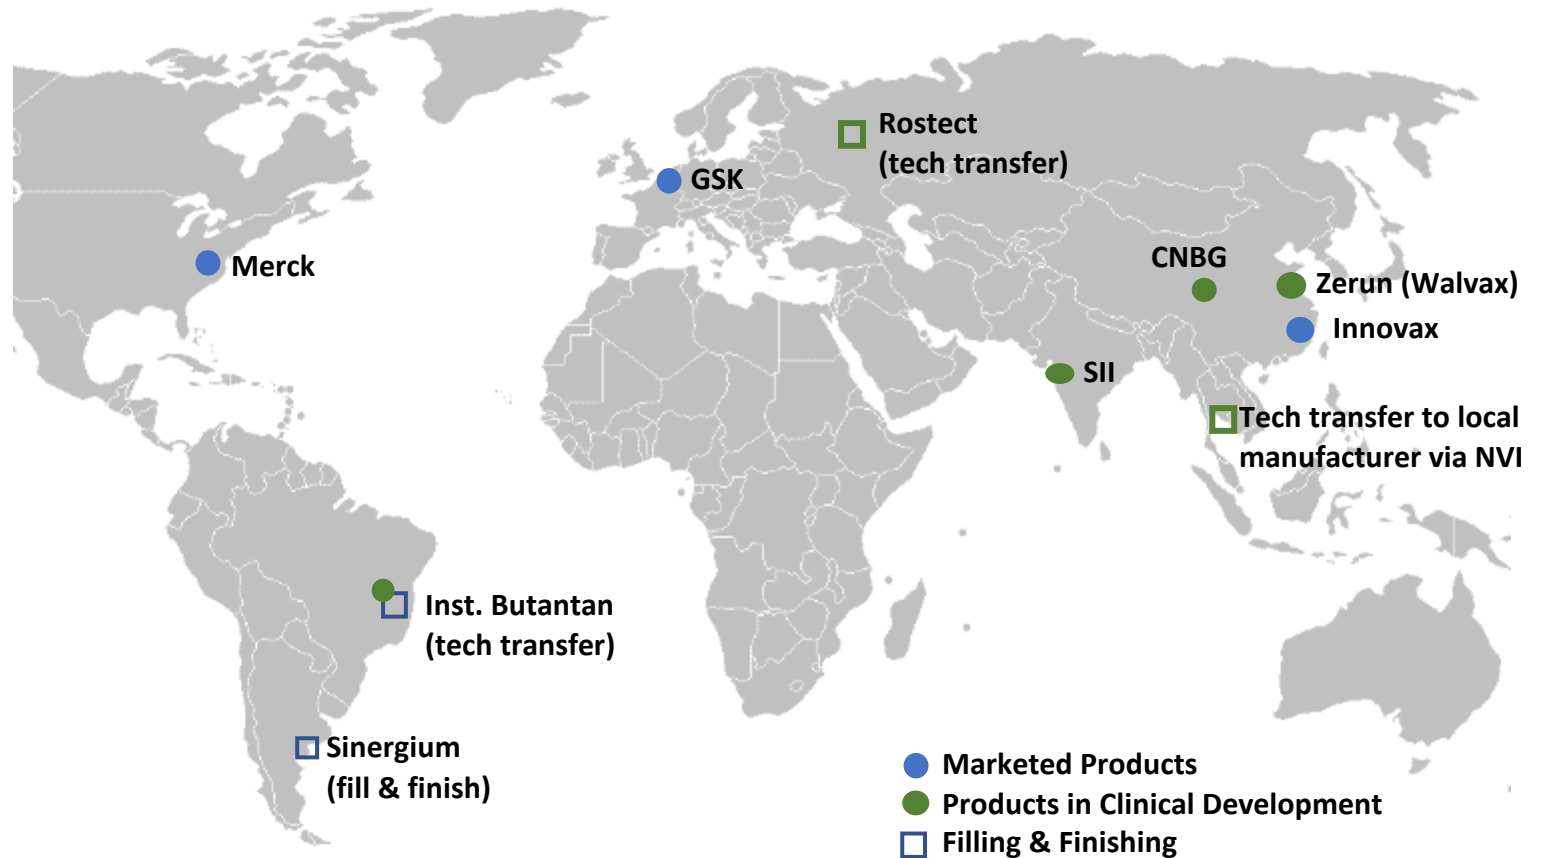 Rostect
(tech transfer)
GSK
Merck
CNBG
Zerun (Walvax)
Innovax
SII
Tech transfer to local
manufacturer via NVI
Inst. Butantan
(tech transfer)
Sinergium
(fill & finish)
Marketed Products
Products in Clinical Development
Filling & Finishing